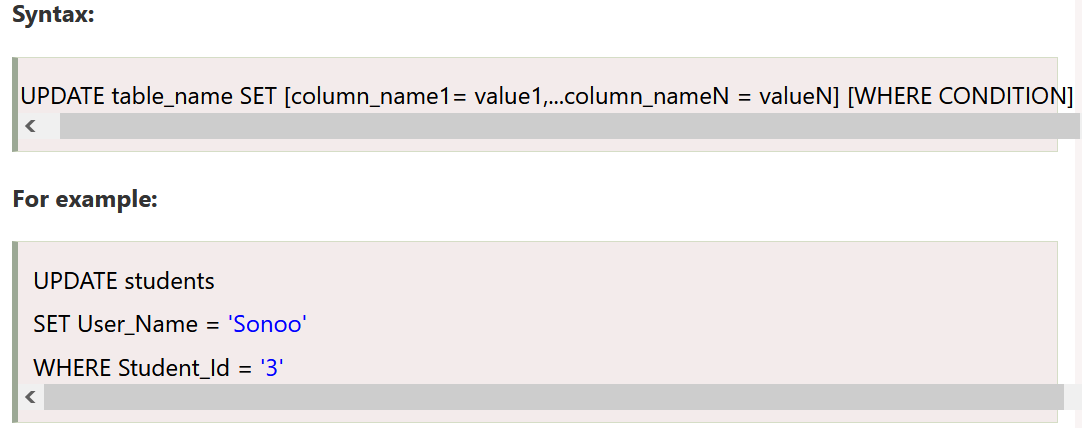 Syntax:
UPDATE table_name SET [column_name1= value1,...column_nameN = valueN] [WHERE CONDITION]
For example:
UPDATE students
SET User_Name = 'Sonoo'
WHERE Student_Id = '3'